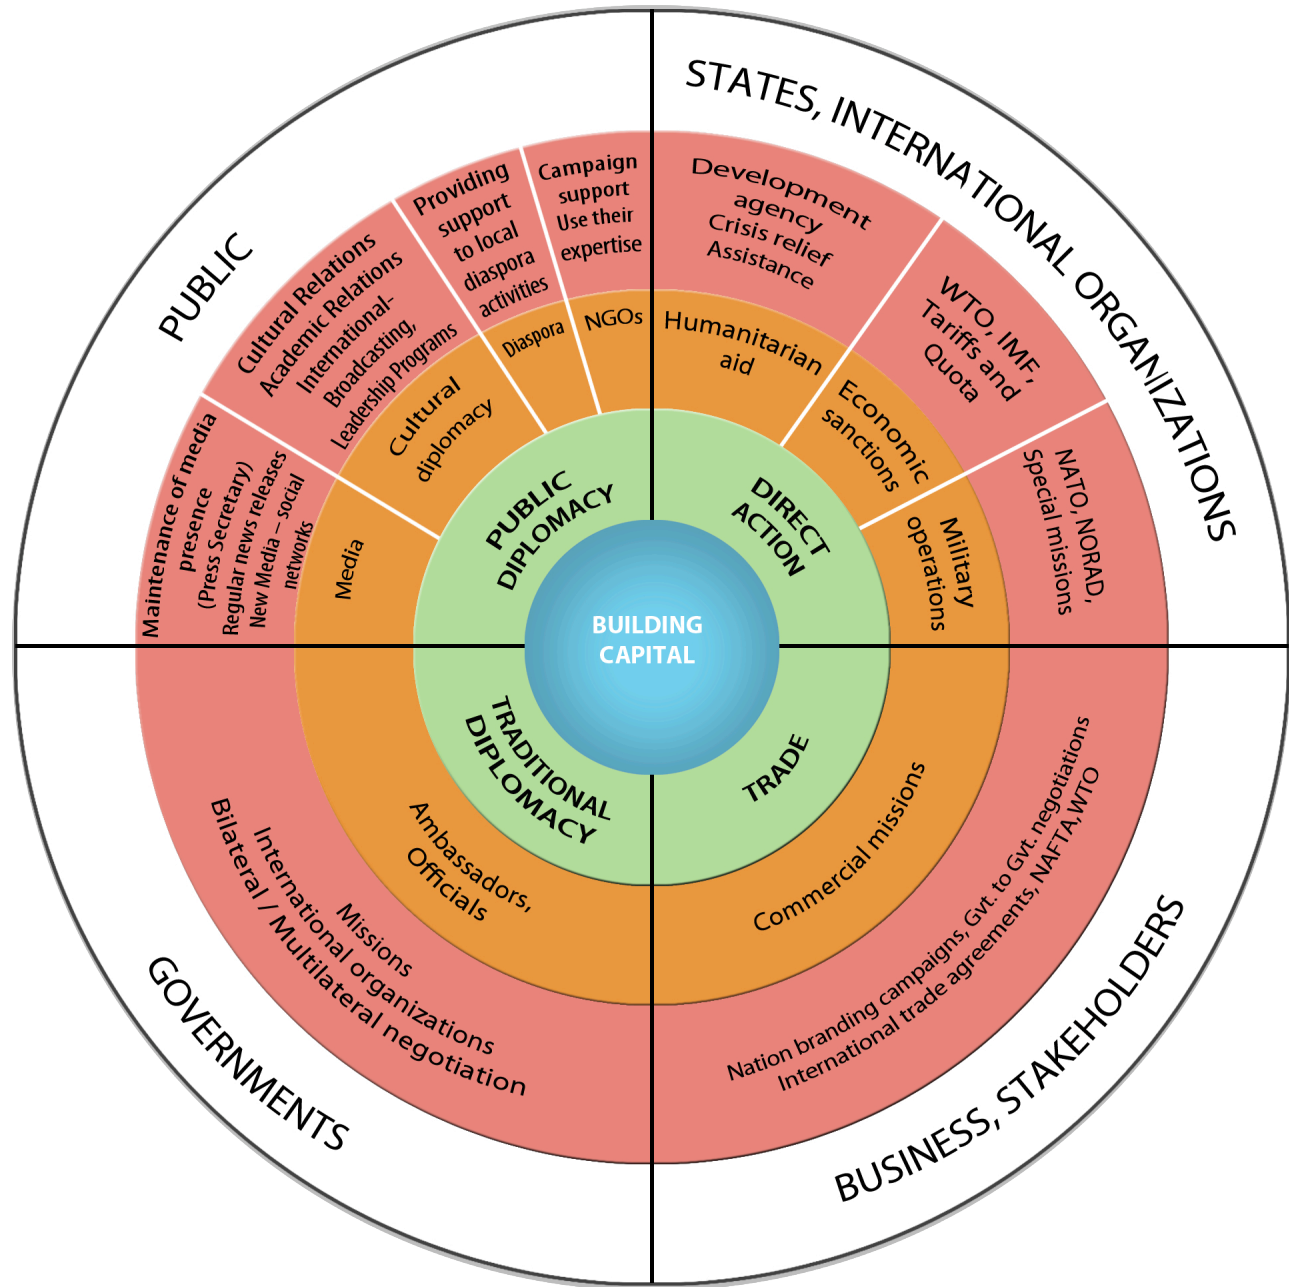 PUBLIC
STATES, INTERNATIONAL ORGANIZATIONS
GOVERNMENTS
BUSINESS, STAKEHOLDERS
Maintenance of media
presence
(Press Secretary)
Regular news releases
New Media – social
networks
Cultural Relations
Academic Relations
International-
Broadcasting,
Leadership Programs
Providing
support
to local
diaspora
activities
Campaign
support
Use their
expertise
Development
agency
Crisis relief
Assistance
WTO, IMF,
Tariffs and
Quota
NATO, NORAD,
Special missions
Media
Cultural
diplomacy
Diaspora
NGOs
Humanitarian
aid
Economic
sanctions
Military
operations
PUBLIC
DIPLOMACY
DIRECT
ACTION
BUILDING
CAPITAL
TRADITIONAL
DIPLOMACY
TRADE
Ambassadors,
Officials
Commercial missions
Missions
International organizations
Bilateral / Multilateral negotiation
Nation branding campaigns, Gvt. to Gvt. negotiations
International trade agreements, NAFTA,WTO